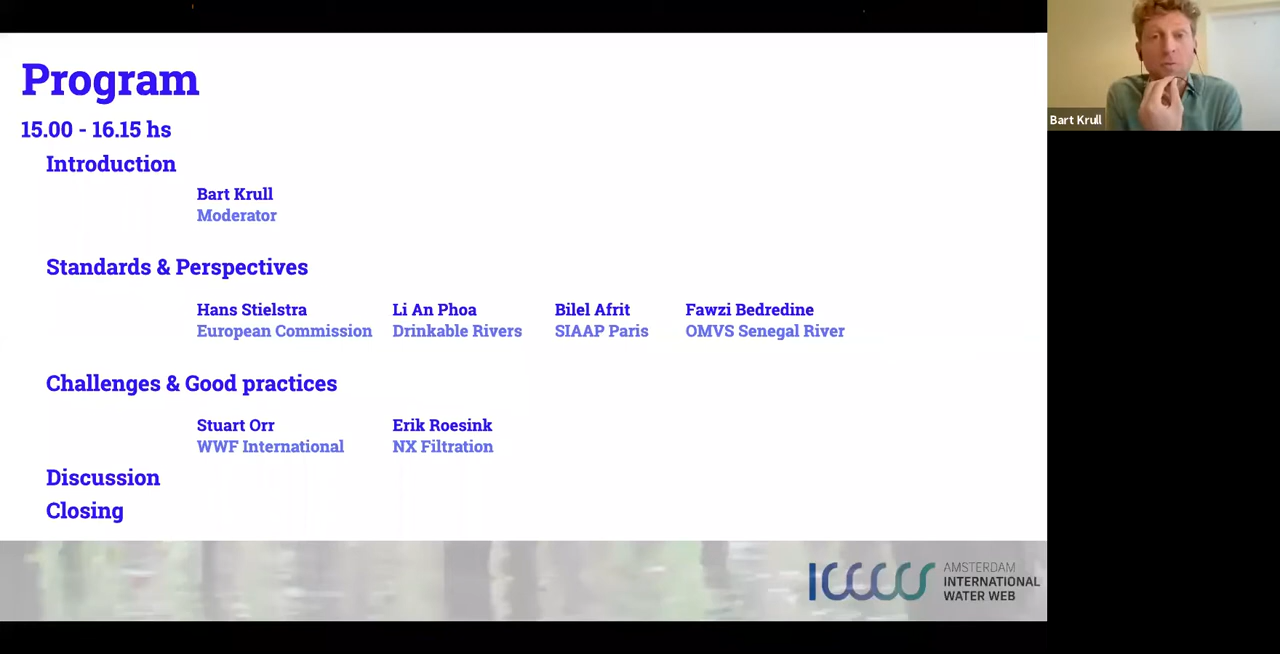 Program
15.00 - 16.15 hs
Introduction
Bart Krull
Moderator
Standards & Perspectives
Hans Stielstra Li An Phoa Bilel Afrit Fawzi Bedredine
European Commission Drinkable Rivers SIAAP Paris OMVS Senegal River
Challenges & Good practices
Stuart Orr Erik Roesink
WWF International NX Filtration
Discussion
Closing
AMSTERDAM
INTERNATIONAL
WATER WEB
Bart Krull